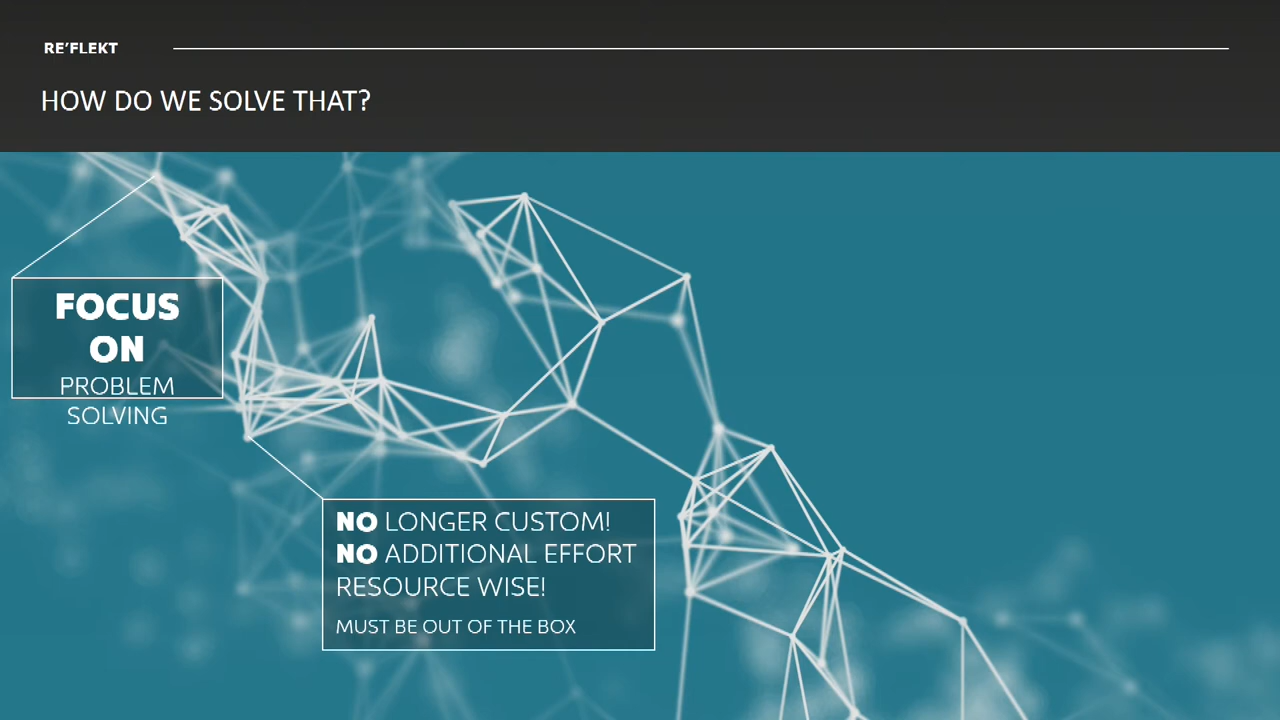 RE'FLEKT
HOW DO WE SOLVE THAT?
FOCUS
ON
PROBLEM
SOLVING
NO LONGER CUSTOM!
NO ADDITIONAL EFFORT
RESOURCE WISE!
MUST BE OUT OF THE BOX